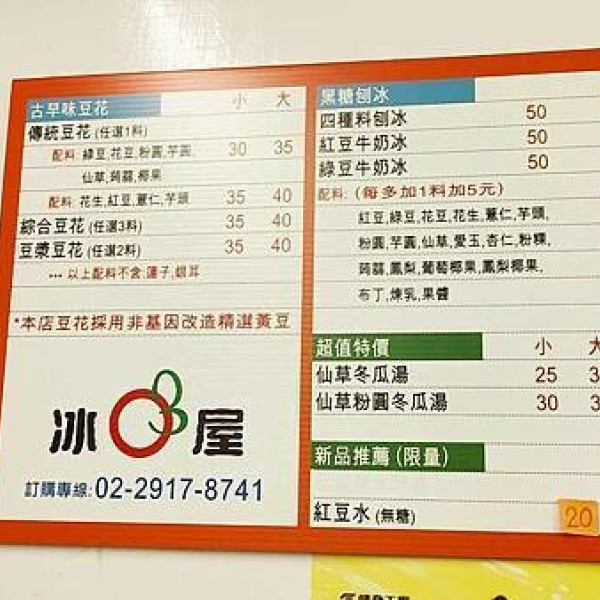 古早味豆花 小 大
傳統豆花 (任選1料)
配料: 綠豆,花豆,粉圓,芋圓, 30 35
仙草,蒟蒻,椰果
配料: 花生,紅豆,薏仁,芋頭 35 40
綜合豆花 (任選3料) 35 40
豆漿豆花 (任選2料) 35 40
••• 以上配料不含:蓮子,銀耳
*本店豆花採用非基因改造精選黃豆
冰 屋
訂購專線:02-2917-8741
黑糖刨冰
四種料刨冰 50
紅豆牛奶冰 50
綠豆牛奶冰 50
配料: (每多加1料加5元)
紅豆,綠豆,花豆,花生,薏仁,芋頭,
粉圓,芋圓,仙草,愛玉,杏仁,粉粿,
蒟蒻,鳳梨,葡萄椰果,鳳梨椰果,
布丁,煉乳,果醬
超值特價 小
仙草冬瓜湯 25 3
仙草粉圓冬瓜湯 30 3
新品推薦 (限量)
紅豆水 (無糖) 20